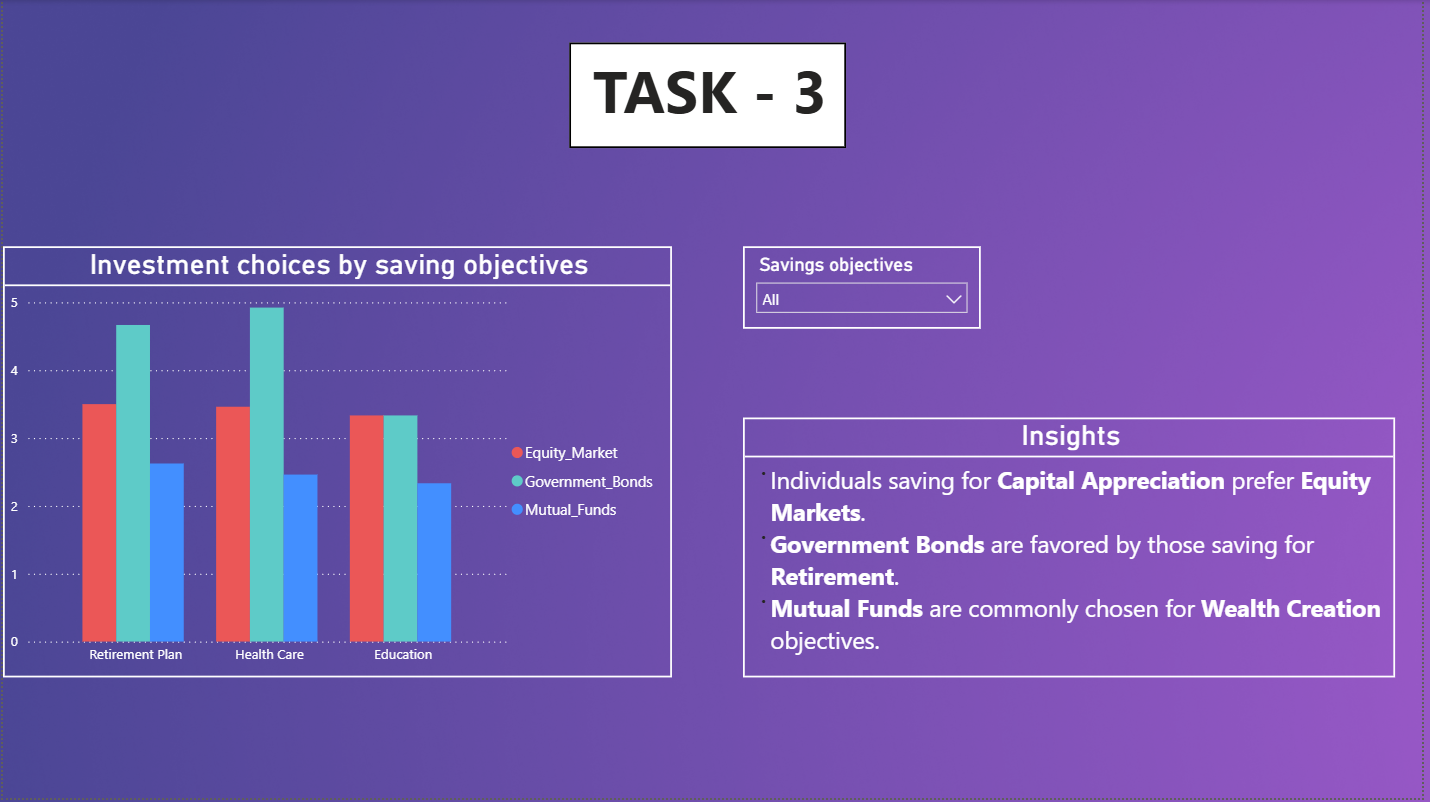 TASK - 3
Investment choices by saving objectives
5
4
3
2
1
0
Retirement Plan
Health Care
Education
Equity_Market
Government_Bonds
Mutual_Funds
Savings objectives
All
Insights
Individuals saving for Capital Appreciation prefer Equity
Markets.
Government Bonds are favored by those saving for
Retirement.
Mutual Funds are commonly chosen for Wealth Creation
objectives.